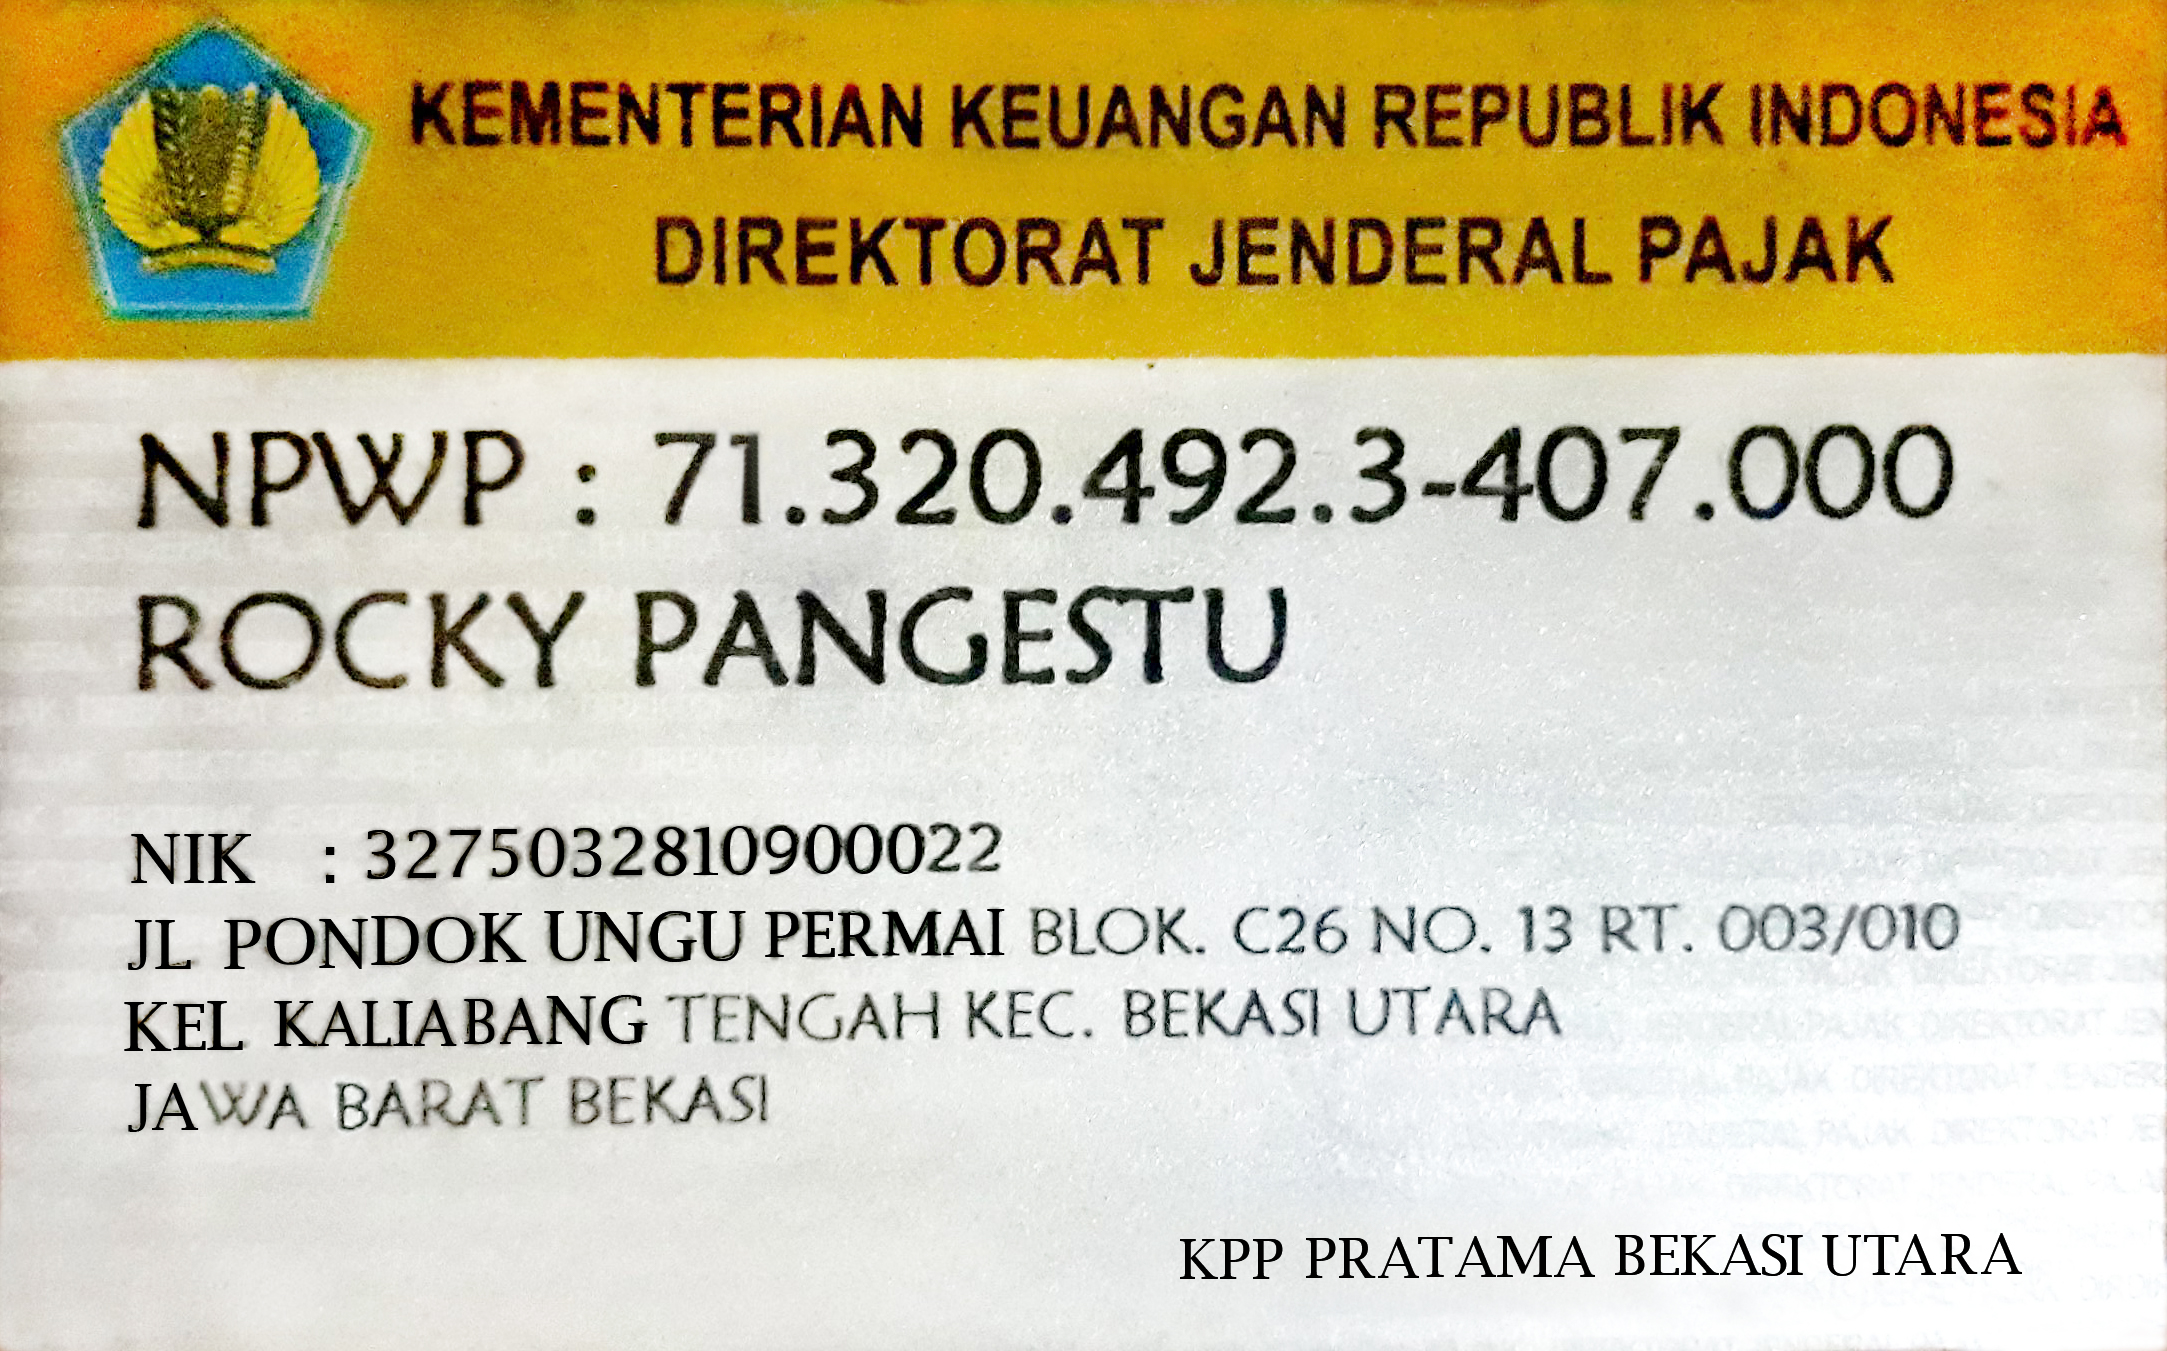 KEMENTERIAN KEUANGAN REPUBLIK INDONESIA
DIREKTORAT JENDERAL PAJAK
NPWP : 71.320.492.3-407.000
ROCKY PANGESTU
NIK : 3275032810900022
JL PONDOK UNGU PERMAI BLOK. C26 NO. 13 RT. 003/010
KEL KALIABANG TENGAH KEC. BEKASI UTARA
JAWA BARAT BEKASI
KPP PRATAMA BEKASI UTARA